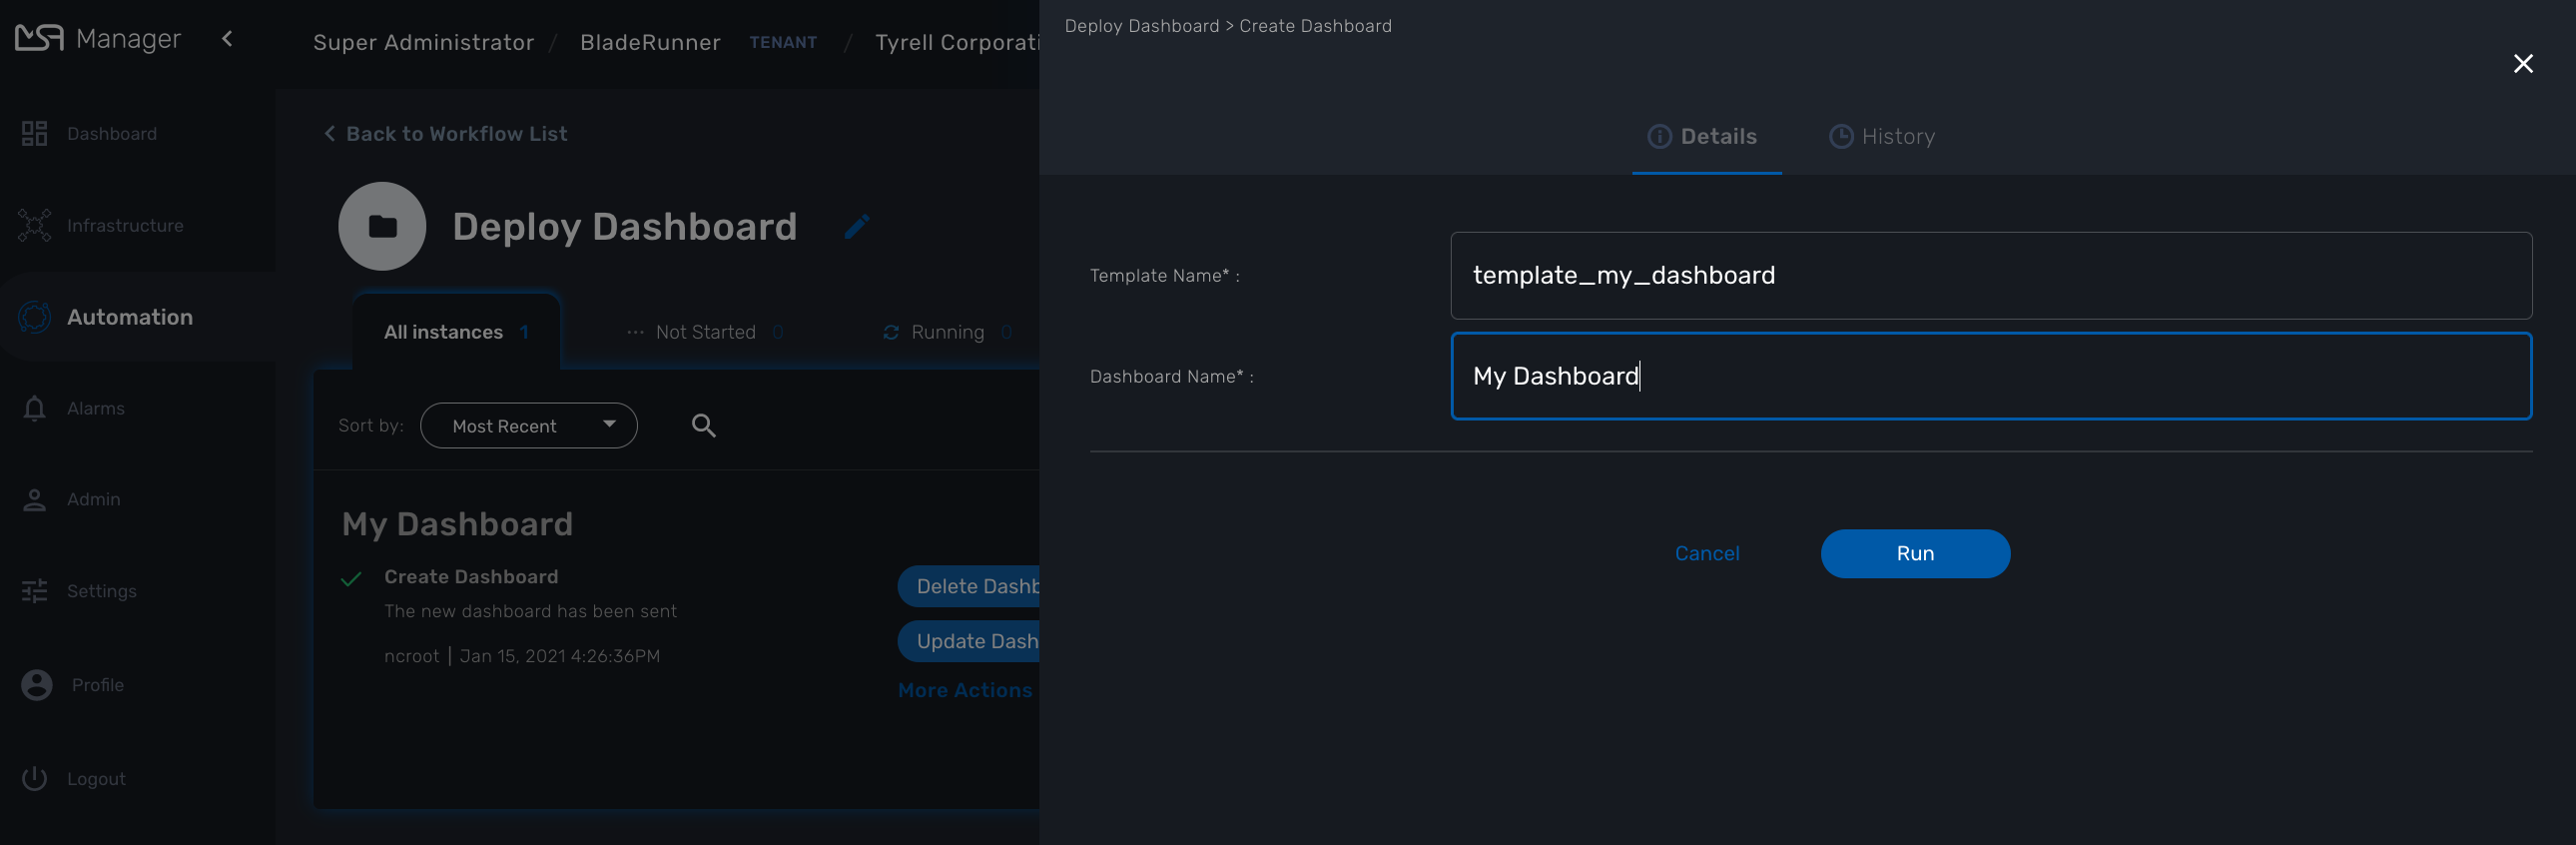 MSA Manager
Super Administrator / BladeRunner TENANT / Tyrell Corporati
Dashboard
Infrastructure
Automation
Alarms
Admin
Settings
Profile
Logout
Back to Workflow List
Deploy Dashboard
All instances 1
Not Started 0
Running 0
Sort by: Most Recent
My Dashboard
Create Dashboard
The new dashboard has been sent
ncroot | Jan 15, 2021 4:26:36PM
Delete Dashb
Update Dash
More Actions
Deploy Dashboard > Create Dashboard
Details
History
Template Name* : template_my_dashboard
Dashboard Name* : My Dashboard
Cancel
Run